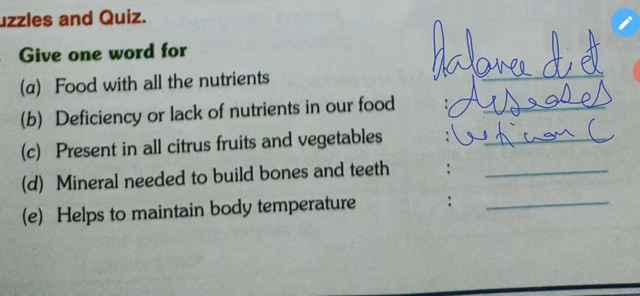 uzzles and Quiz.
Give one word for
(a) Food with all the nutrients Balance diet
(b) Deficiency or lack of nutrients in our food : diseases
(c) Present in all citrus fruits and vegetables : C
(d) Mineral needed to build bones and teeth :
(e) Helps to maintain body temperature :